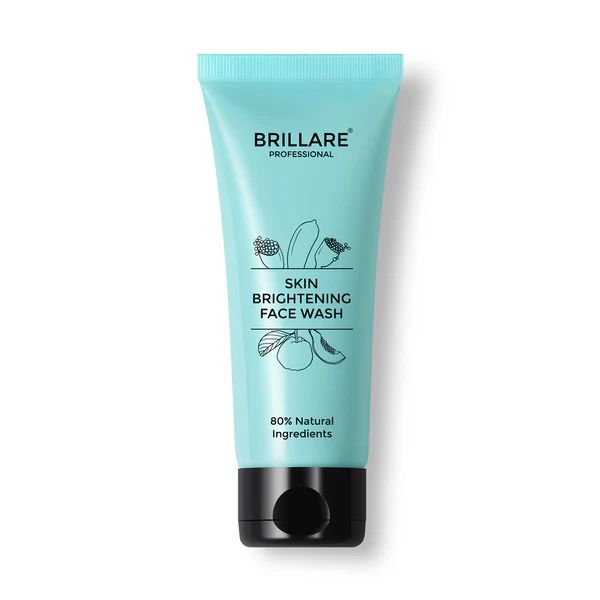 BRILLARE®
PROFESSIONAL
SKIN
BRIGHTENING
FACE WASH
80% Natural
Ingredients